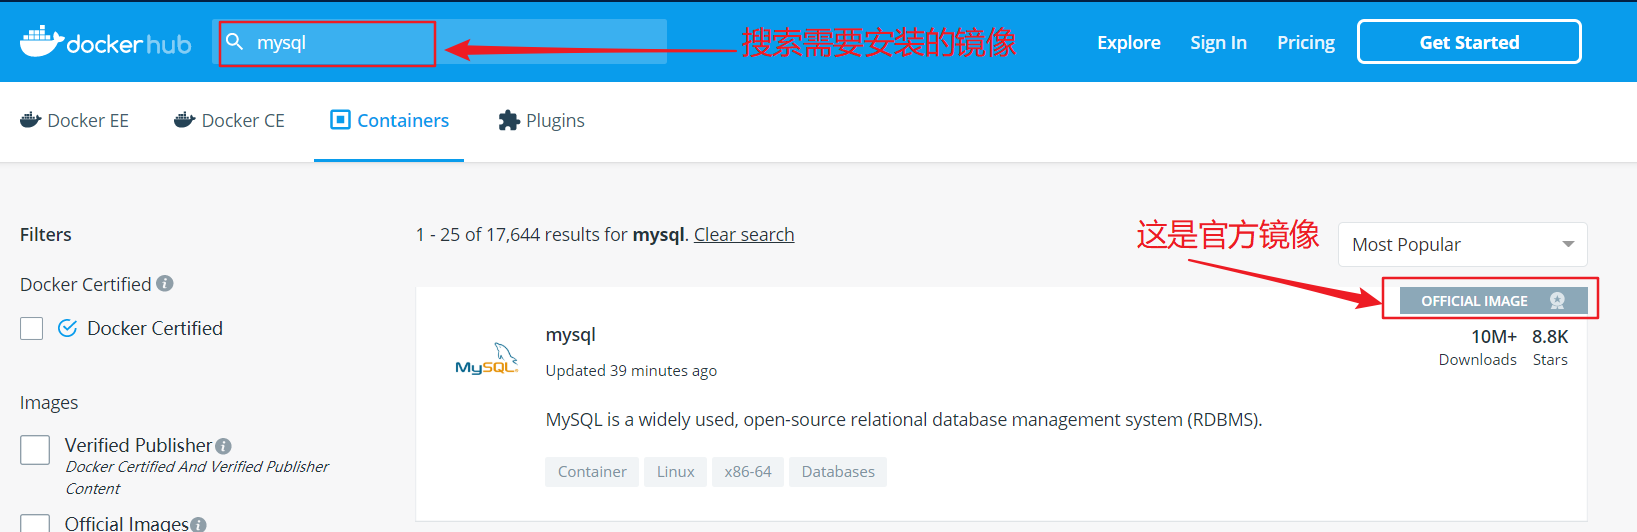 docker hub
mysql
搜索需要安装的镜像
Explore
Sign In
Pricing
Get Started
Docker EE
Docker CE
Containers
Plugins
Filters
1 - 25 of 17,644 results for mysql. Clear search
这是官方镜像
Most Popular
Docker Certified
Docker Certified
OFFICIAL IMAGE
MySQL
mysql
Updated 39 minutes ago
10M+
Downloads
8.8K
Stars
MySQL is a widely used, open-source relational database management system (RDBMS).
Container
Linux
x86-64
Databases
Images
Verified Publisher
Docker Certified And Verified Publisher
Content
Official Images